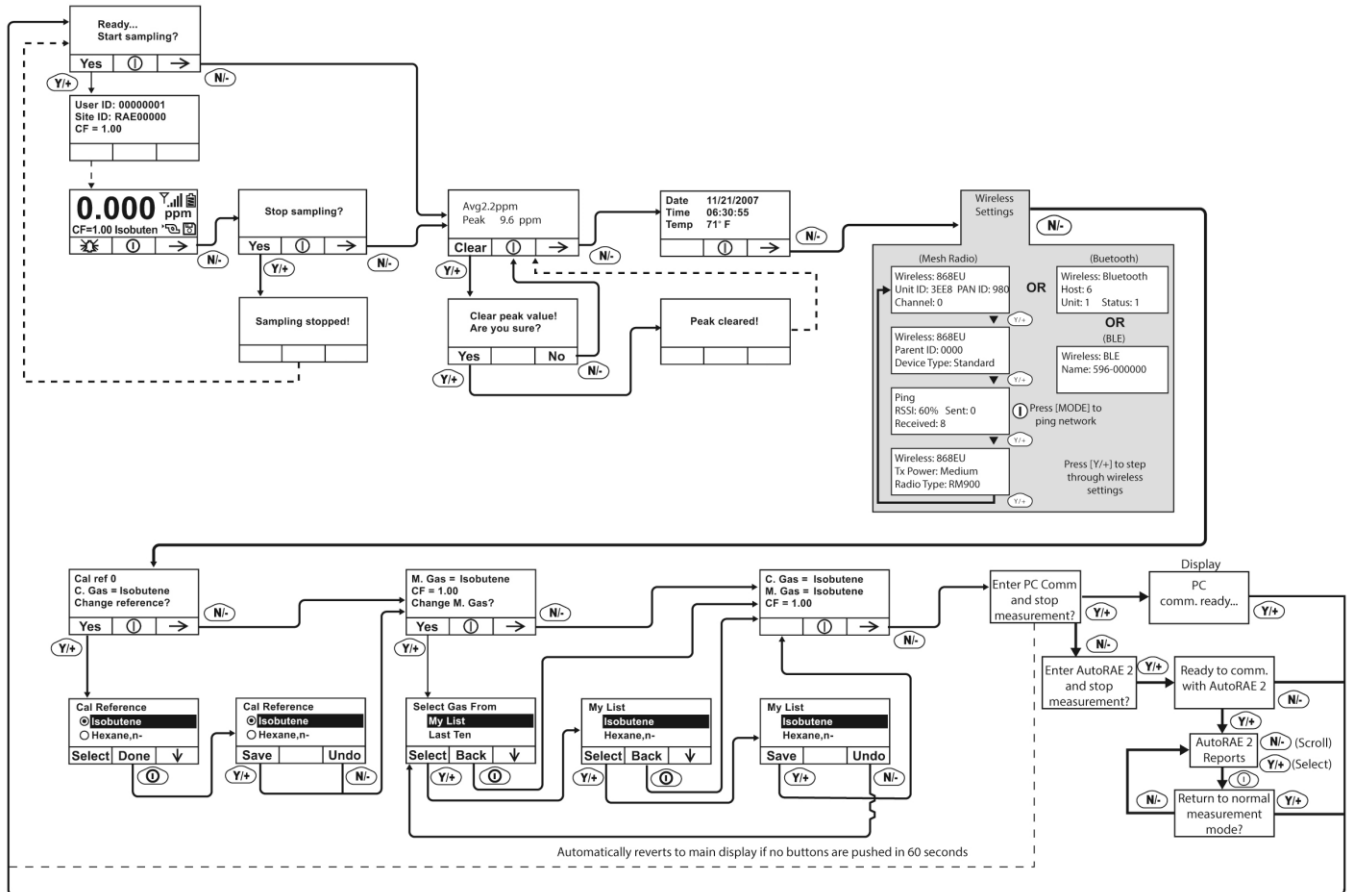 Ready...
Start sampling?
Yes
N/-
Y/+
User ID: 00000001
Site ID: RAE00000
CF = 1.00
0.000
ppm
CF=1.00 Isobuten
N/-
Stop sampling?
Yes
N/-
Y/+
Sampling stopped!
Avg2.2ppm
Peak 9.6 ppm
Clear
N/-
Y/+
Clear peak value!
Are you sure?
Yes No
N/-
Y/+
Peak cleared!
Date 11/21/2007
Time 06:30:55
Temp 71° F
N/-
Wireless
Settings
N/-
(Mesh Radio)
Wireless: 868EU
Unit ID: 3EE8 PAN ID: 980
Channel: 0
Y/+
Wireless: 868EU
Parent ID: 0000
Device Type: Standard
Y/+
Ping
RSSI: 60% Sent: 0
Received: 8
Y/+
Wireless: 868EU
Tx Power: Medium
Radio Type: RM900
Y/+
OR
(Buetooth)
Wireless: Bluetooth
Host: 6
Unit: 1 Status: 1
OR
(BLE)
Wireless: BLE
Name: 596-000000
Press [MODE] to
ping network
Press [Y/+] to step
through wireless
settings
Cal ref 0
C. Gas = Isobutene
Change reference?
Yes
N/-
Y/+
Cal Reference
Isobutene
Hexane,n-
Select Done
Cal Reference
Isobutene
Hexane,n-
Save Undo
Y/+
N/-
M. Gas = Isobutene
CF = 1.00
Change M. Gas?
Yes
N/-
Y/+
Select Gas From
My List
Last Ten
Select Back
Y/+
My List
Isobutene
Hexane,n-
Select Back
Y/+
My List
Isobutene
Hexane,n-
Save Undo
Y/+
N/-
C. Gas = Isobutene
M. Gas = Isobutene
CF = 1.00
N/-
Enter PC Comm
and stop
measurement?
Y/+
N/-
Display
PC
comm. ready...
Y/+
Enter AutoRAE 2
and stop
measurement?
Y/+
Ready to comm.
with AutoRAE 2
N/-
Y/+
AutoRAE 2
Reports
N/- (Scroll)
Y/+ (Select)
Return to normal
measurement
mode?
N/-
Y/+
Automatically reverts to main display if no buttons are pushed in 60 seconds